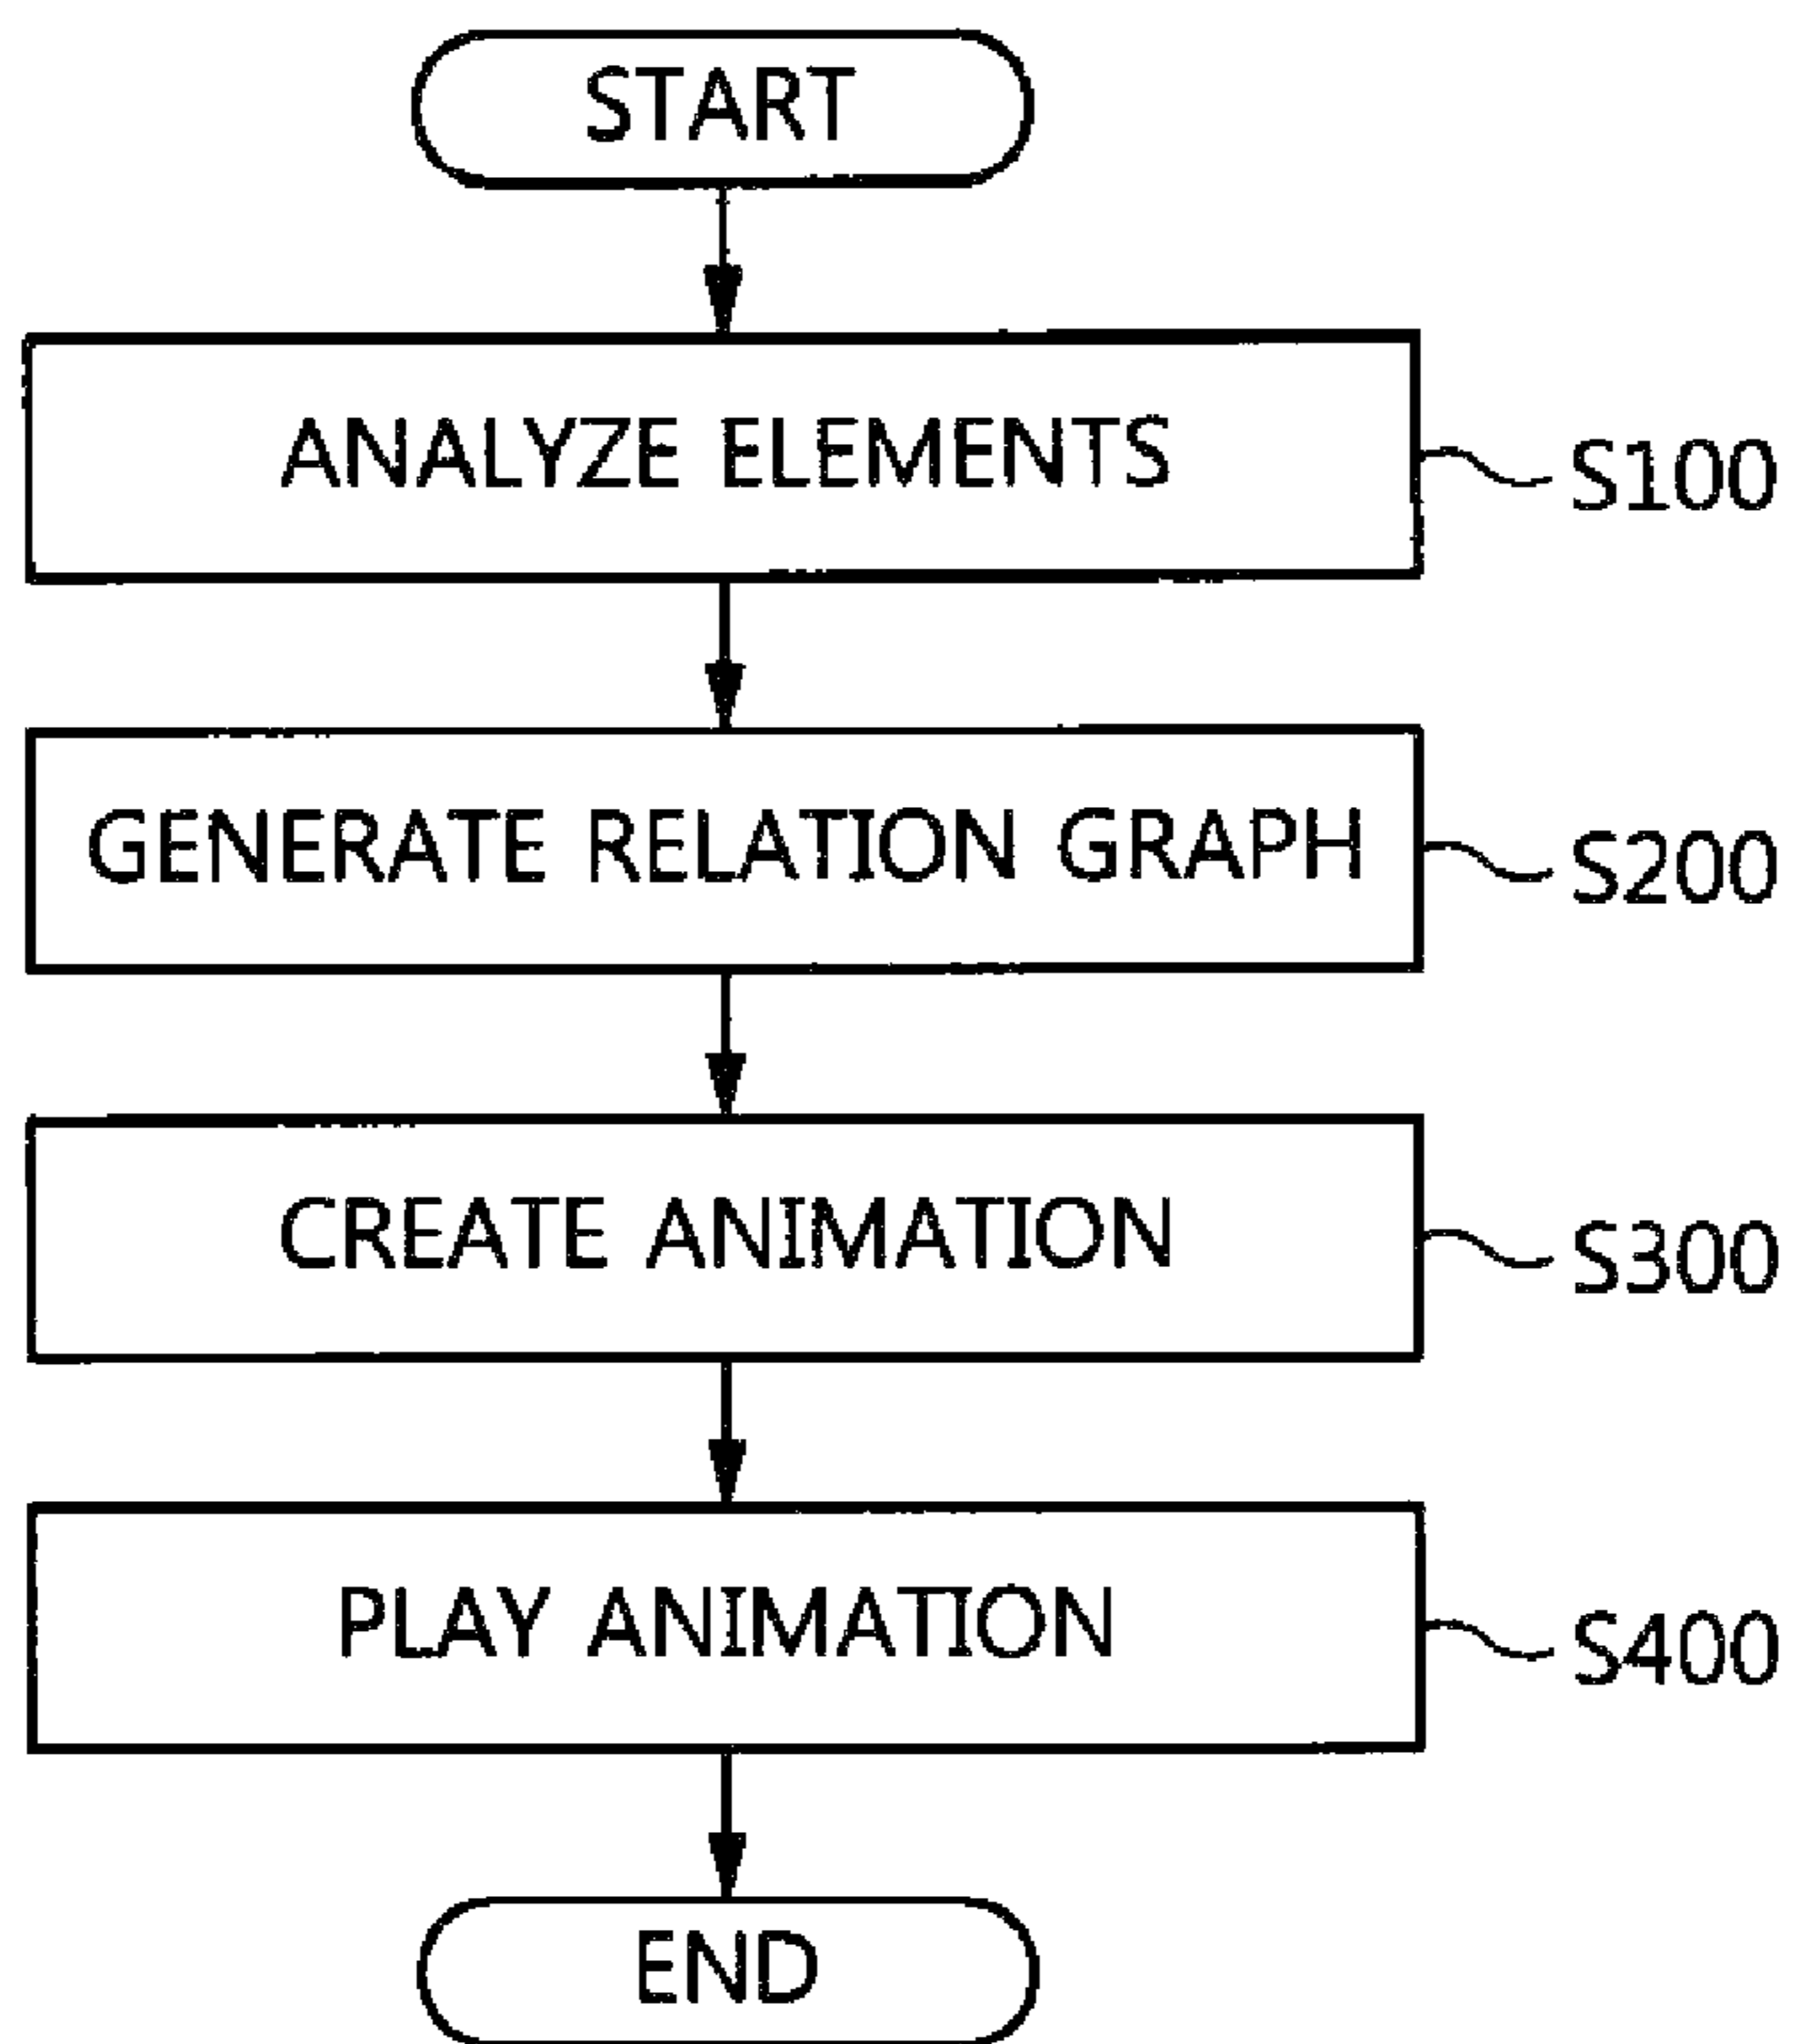 START
ANALYZE ELEMENTS
S100
GENERATE RELATION GRAPH
S200
CREATE ANIMATION
S300
PLAY ANIMATION
S400
END